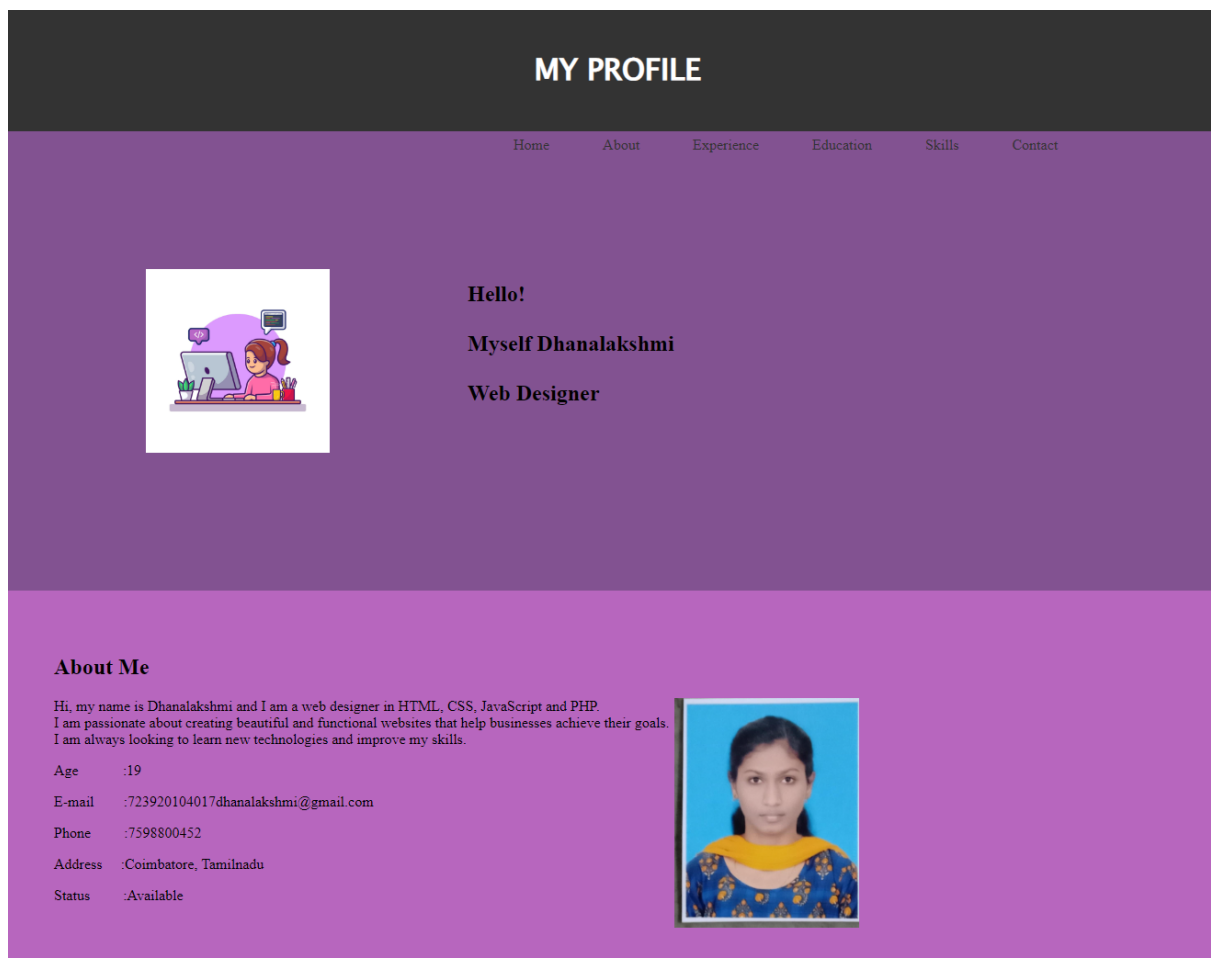 MY PROFILE
Home About Experience Education Skills Contact
Hello!
Myself Dhanalakshmi
Web Designer
About Me
Hi, my name is Dhanalakshmi and I am a web designer in HTML, CSS, JavaScript and PHP.
I am passionate about creating beautiful and functional websites that help businesses achieve their goals.
I am always looking to learn new technologies and improve my skills.
Age :19
E-mail :723920104017dhanalakshmi@gmail.com
Phone :7598800452
Address :Coimbatore, Tamilnadu
Status :Available